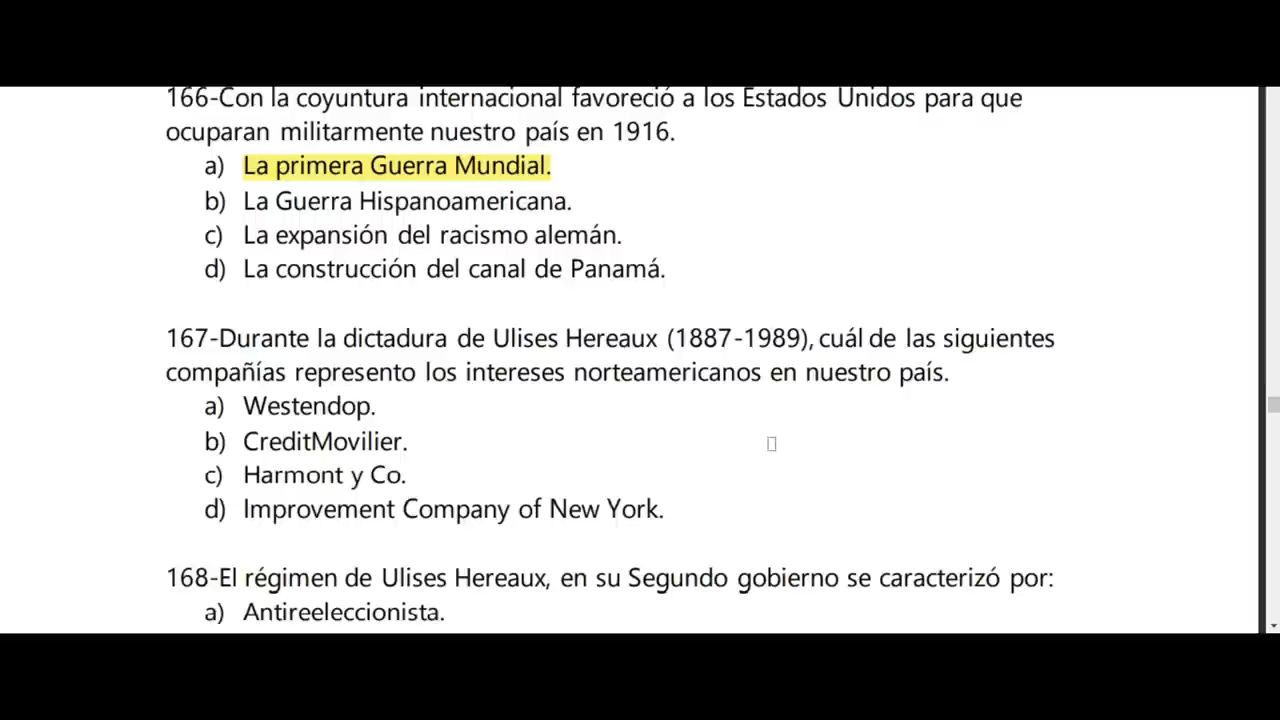 166-Con la coyuntura internacional favoreció a los Estados Unidos para que
ocuparan militarmente nuestro país en 1916.
a) La primera Guerra Mundial.
b) La Guerra Hispanoamericana.
c) La expansión del racismo alemán.
d) La construcción del canal de Panamá.
167-Durante la dictadura de Ulises Hereaux (1887-1989), cuál de las siguientes
compañías represento los intereses norteamericanos en nuestro país.
a) Westendop.
b) CreditMovilier.
c) Harmont y Co.
d) Improvement Company of New York.
168-El régimen de Ulises Hereaux, en su Segundo gobierno se caracterizó por:
a) Antireeleccionista.